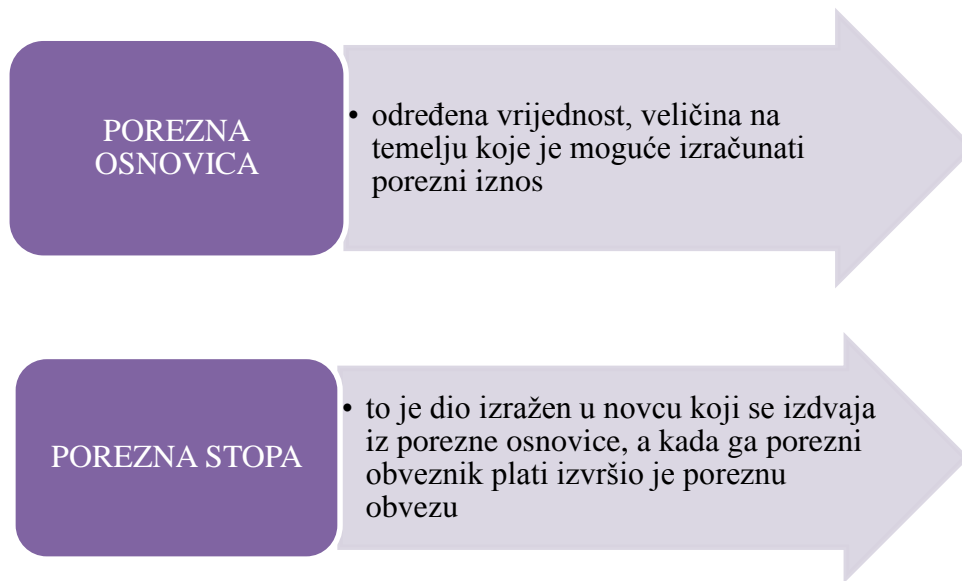 POREZNA
OSNOVICA
• određena vrijednost, veličina na
temelju koje je moguće izračunati
porezni iznos
POREZNA STOPA
• to je dio izražen u novcu koji se izdvaja
iz porezne osnovice, a kada ga porezni
obveznik plati izvršio je poreznu
obvezu